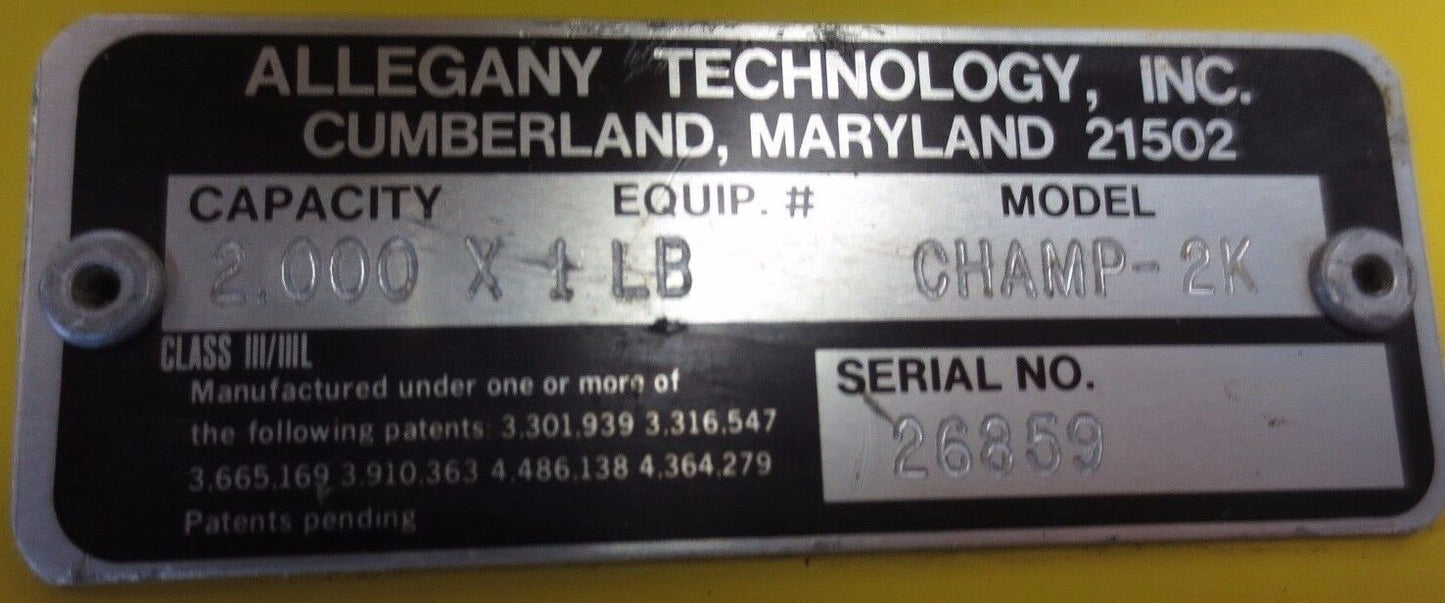 ALLEGANY TECHNOLOGY, INC.
CUMBERLAND, MARYLAND 21502
CAPACITY EQUIP. # MODEL
2.000 X 1 LB CHAMP-2K
CLASS III/IIIL
Manufactured under one or more of
the following patents: 3.301.939 3.316.547
3.665.169 3.910.363 4.486.138 4.364.279
Patents pending
SERIAL NO.
26859